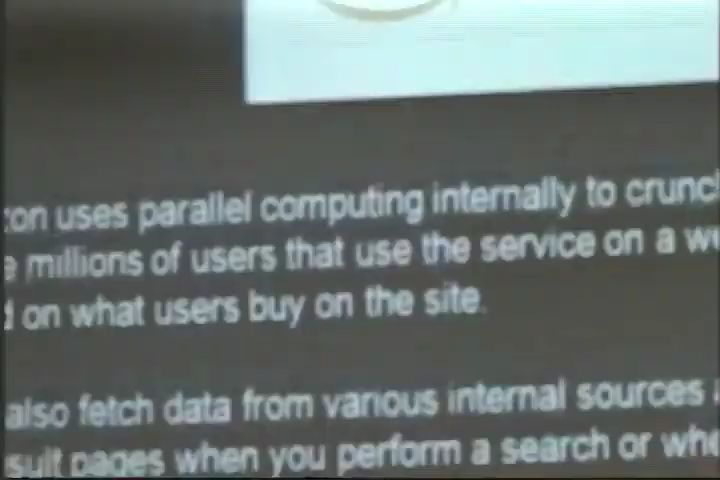 zon uses parallel computing internally to crunch
e millions of users that use the service on a
d on what users buy on the site.
also fetch data from various internal sources
sult pages when you perform a search or whe